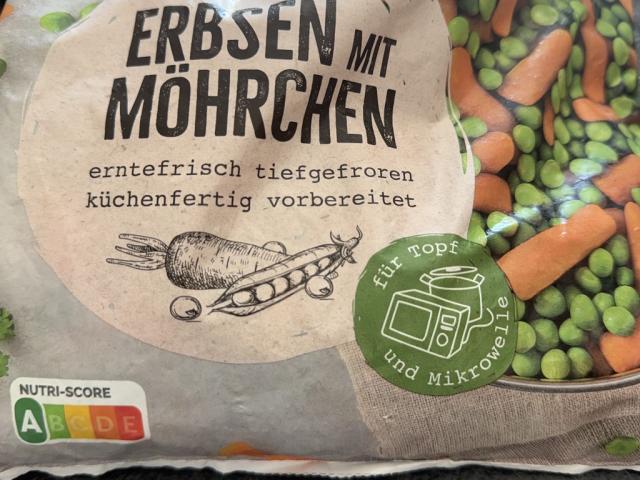 ERBSEN MIT
MÖHRCHEN
erntefrisch tiefgefroren
küchenfertig vorbereitet
für Topf
und Mikrowelle
NUTRI-SCORE
A B C D E